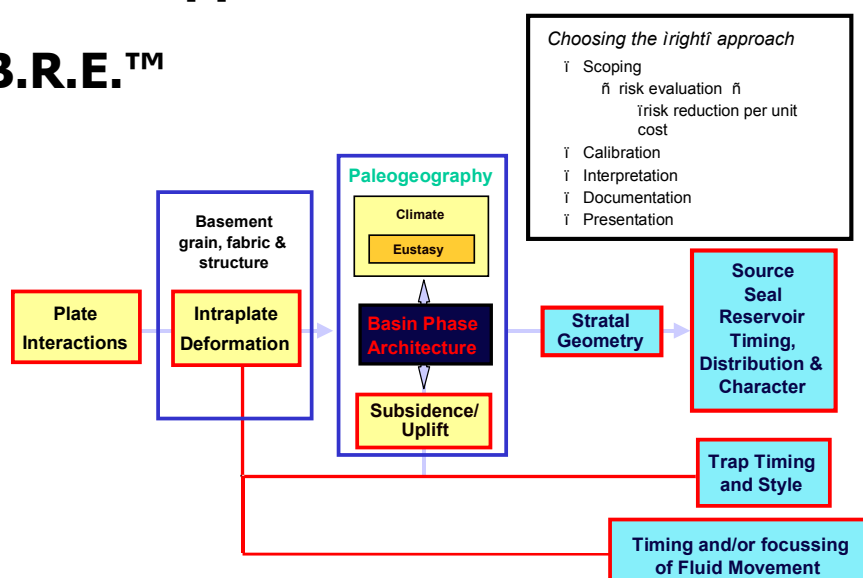 B.R.E.™
Choosing the ìrightî approach
ï Scoping
ñ risk evaluation ñ
ïrisk reduction per unit
cost
ï Calibration
ï Interpretation
ï Documentation
ï Presentation
Paleogeography
Climate
Eustasy
Basement
grain, fabric &
structure
Plate
Interactions
Intraplate
Deformation
Basin Phase
Architecture
Subsidence/
Uplift
Stratal
Geometry
Source
Seal
Reservoir
Timing,
Distribution &
Character
Trap Timing
and Style
Timing and/or focussing
of Fluid Movement